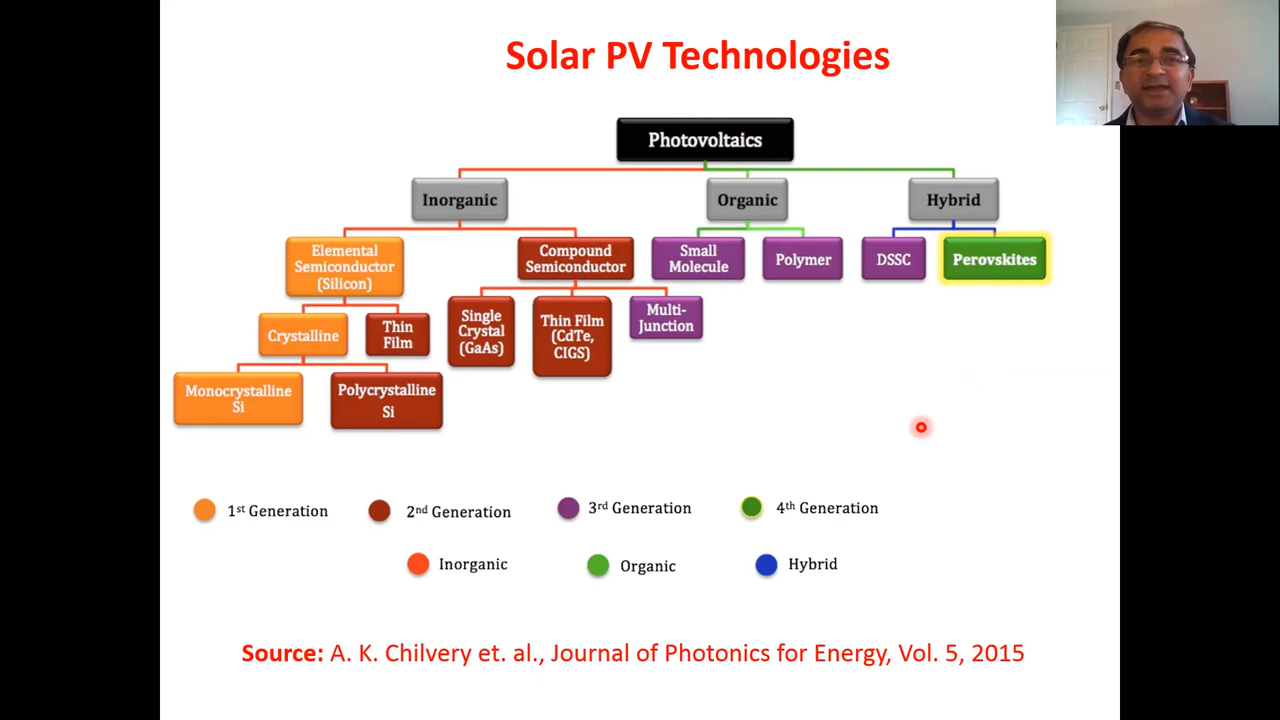 Solar PV Technologies
Photovoltaics
Inorganic
Organic
Hybrid
Elemental
Semiconductor
(Silicon)
Compound
Semiconductor
Small
Molecule
Polymer
DSSC
Perovskites
Crystalline
Thin
Film
Single
Crystal
(GaAs)
Thin Film
(CdTe,
CIGS)
Multi-
Junction
Monocrystalline
Si
Polycrystalline
Si
1st Generation
2nd Generation
3rd Generation
4th Generation
Inorganic
Organic
Hybrid
Source: A. K. Chilvery et. al., Journal of Photonics for Energy, Vol. 5, 2015